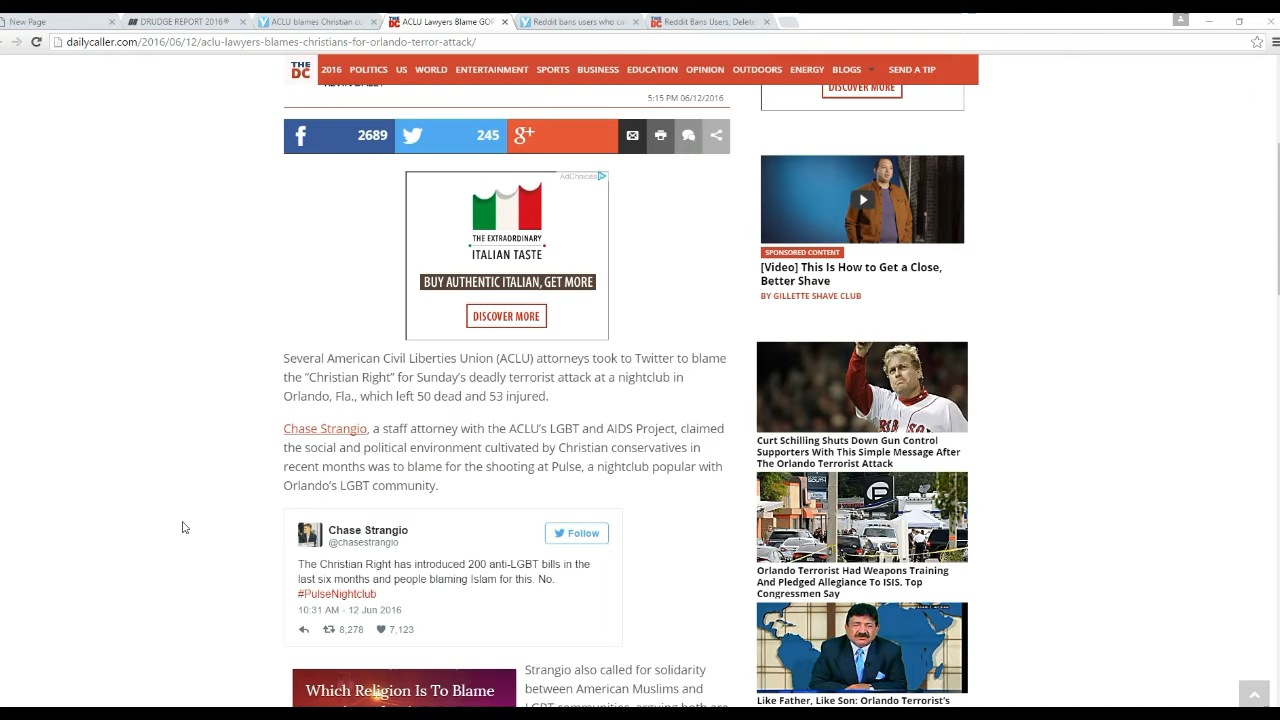 New Page
DRUDGE REPORT 2016®
ACLU blames Christian co
ACLU Lawyers Blame GOP
Reddit bans users who ca
Reddit Bans Users, Delete
dailycaller.com/2016/06/12/aclu-lawyers-blames-christians-for-orlando-terror-attack/
THE DC
2016 POLITICS US WORLD ENTERTAINMENT SPORTS BUSINESS EDUCATION OPINION OUTDOORS ENERGY BLOGS SEND A TIP
DISCOVER MORE
5:15 PM 06/12/2016
2689
245
g+
AdChoices
THE EXTRAORDINARY
ITALIAN TASTE
BUY AUTHENTIC ITALIAN, GET MORE
DISCOVER MORE
Several American Civil Liberties Union (ACLU) attorneys took to Twitter to blame
the “Christian Right” for Sunday’s deadly terrorist attack at a nightclub in
Orlando, Fla., which left 50 dead and 53 injured.
Chase Strangio, a staff attorney with the ACLU’s LGBT and AIDS Project, claimed
the social and political environment cultivated by Christian conservatives in
recent months was to blame for the shooting at Pulse, a nightclub popular with
Orlando’s LGBT community.
Chase Strangio
@chasestrangio
Follow
The Christian Right has introduced 200 anti-LGBT bills in the
last six months and people blaming Islam for this. No.
#PulseNightclub
10:31 AM - 12 Jun 2016
8,278 7,123
Which Religion Is To Blame
Strangio also called for solidarity
between American Muslims and
SPONSORED CONTENT
[Video] This Is How to Get a Close,
Better Shave
BY GILLETTE SHAVE CLUB
Curt Schilling Shuts Down Gun Control
Supporters With This Simple Message After
The Orlando Terrorist Attack
Orlando Terrorist Had Weapons Training
And Pledged Allegiance To ISIS, Top
Congressmen Say
Like Father, Like Son: Orlando Terrorist’s